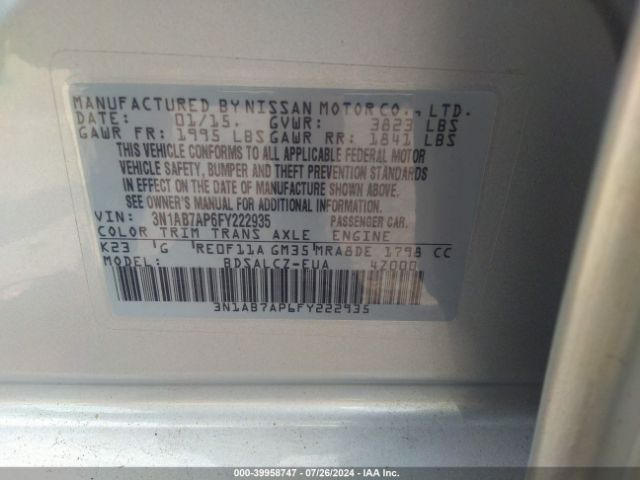 MANUFACTURED BY NISSAN MOTOR CO., LTD.
DATE: 01/15. GVWR: 3823 LBS
GAWR FR: 1995 LBS GAWR RR: 1841 LBS
THIS VEHICLE CONFORMS TO ALL APPLICABLE FEDERAL MOTOR
VEHICLE SAFETY, BUMPER AND THEFT PREVENTION STANDARDS
IN EFFECT ON THE DATE OF MANUFACTURE SHOWN ABOVE.
SEE OWNER'S MANUAL FOR MORE INFORMATION.
VIN: 3N1AB7AP6FY222935 PASSENGER CAR.
COLOR TRIM TRANS AXLE ENGINE
K23 G RE0F11A GM35 MRA8DE 1798 CC
MODEL: BDSALCZ-EUA 4Z000
3N1AB7AP6FY222935
000-39958747 - 07/26/2024 - IAA Inc.